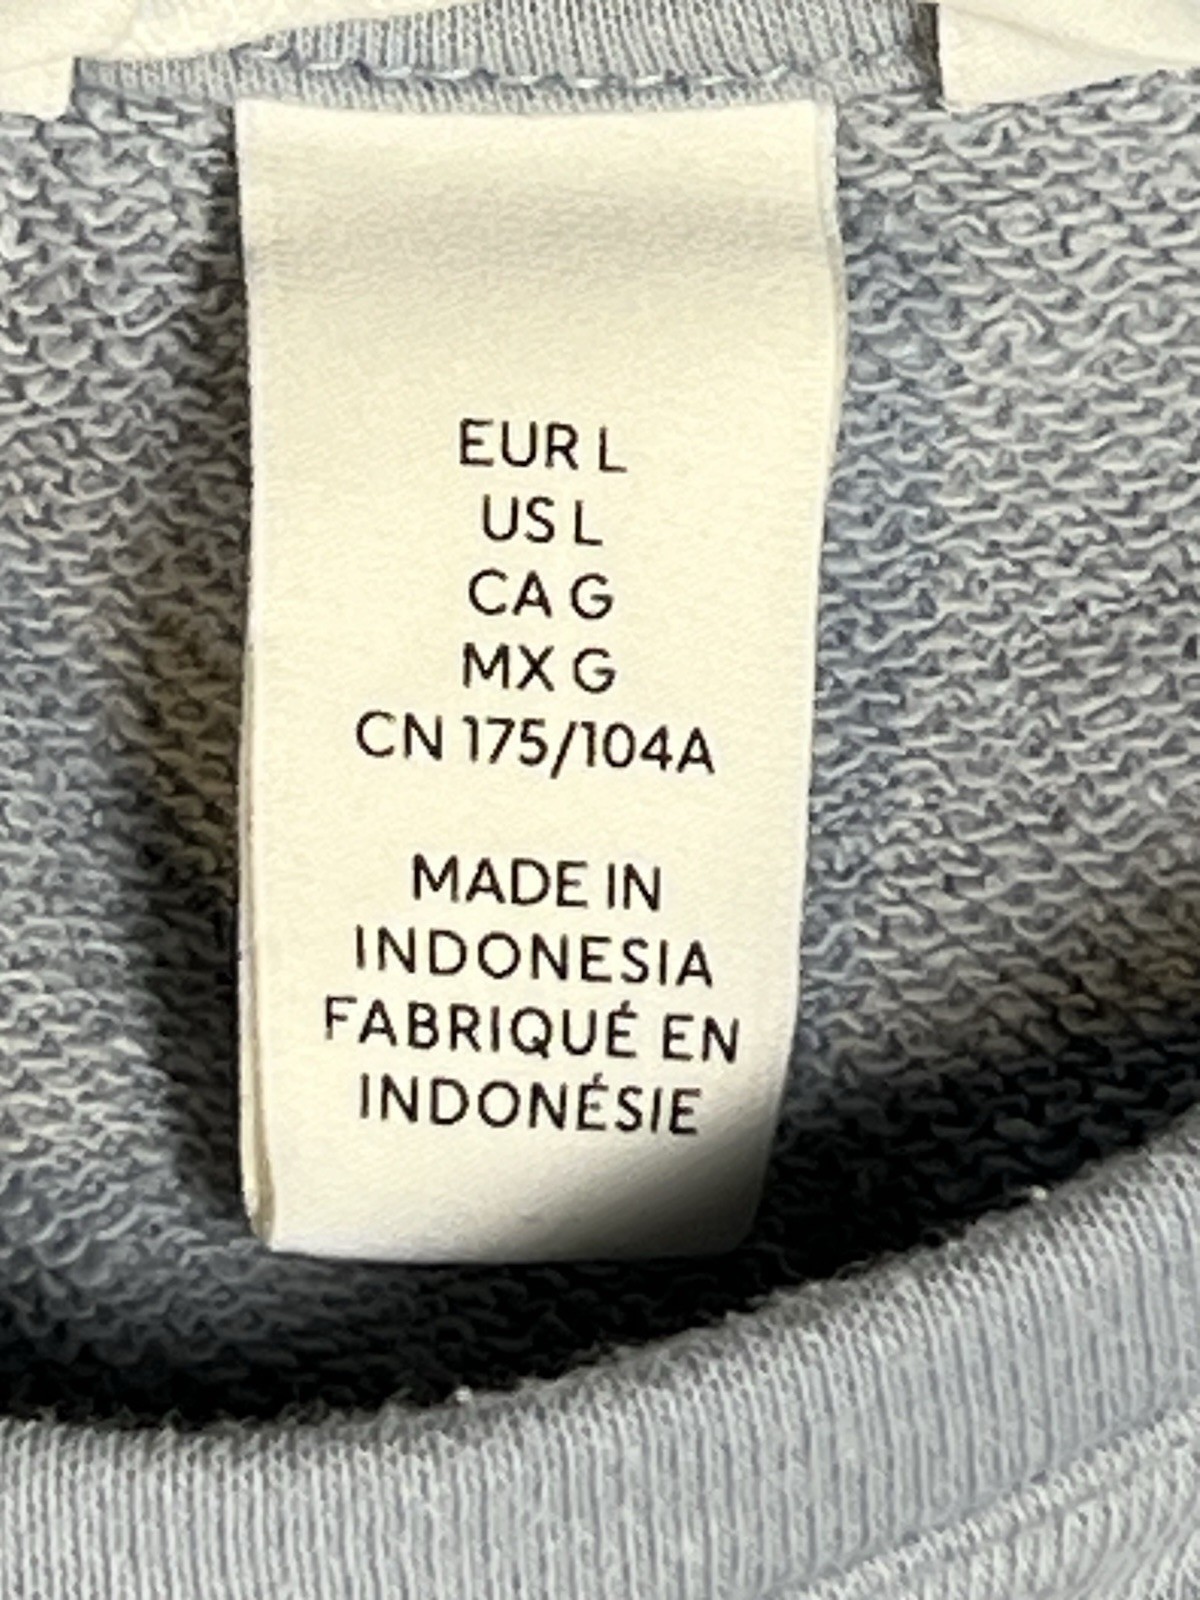 EUR L
US L
CA G
MX G
CN 175/104A
MADE IN
INDONESIA
FABRIQUÉ EN
INDONÉSIE